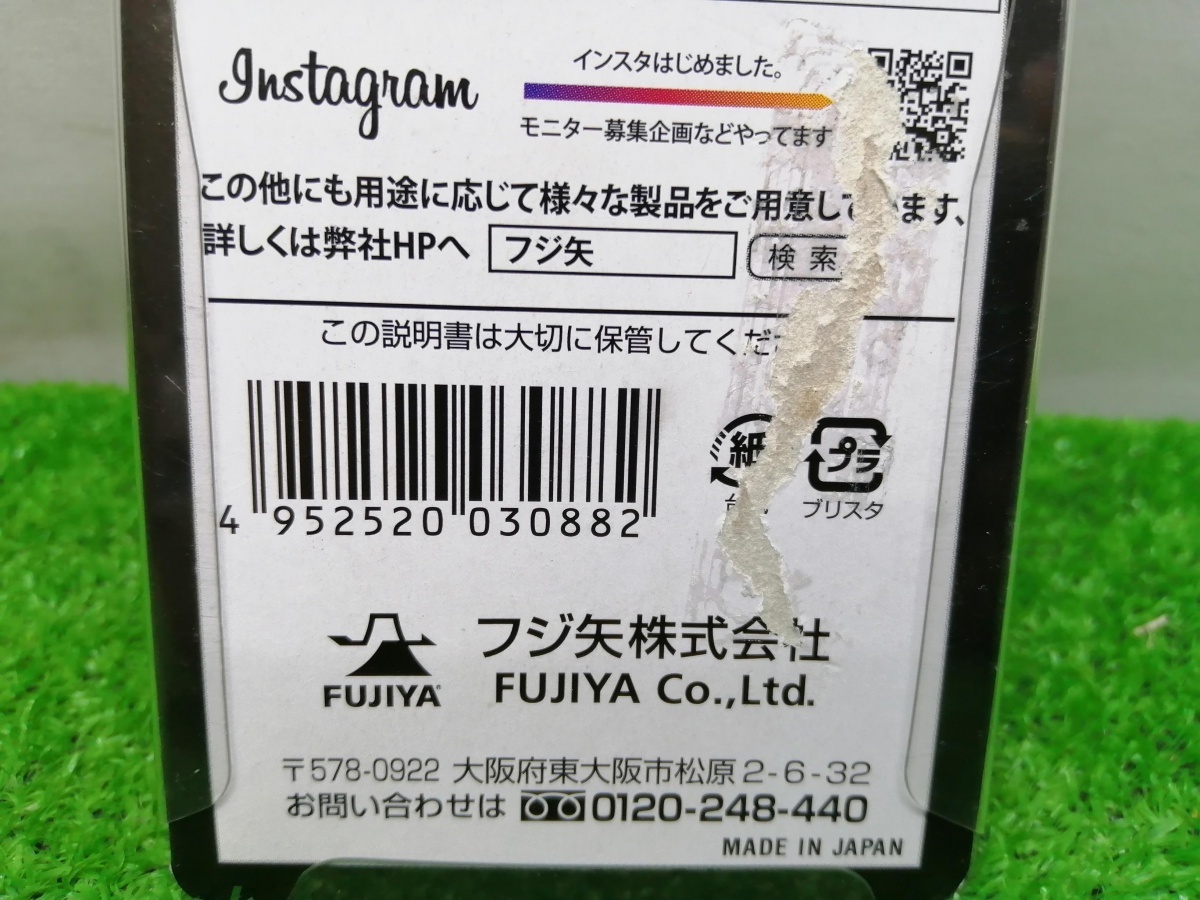 Instagram
インスタはじめました。
モニター募集企画などやってます
この他にも用途に応じて様々な製品をご用意して います、
詳しくは弊社HPへ フジ矢 検索
この説明書は大切に保管してくだ
4 952520 030882
紙 プラ
台 ブリスタ
フジ矢株式会社
FUJIYA FUJIYA Co.,Ltd.
〒578-0922 大阪府東大阪市松原2-6-32
お問い合わせは 0120-248-440
MADE IN JAPAN